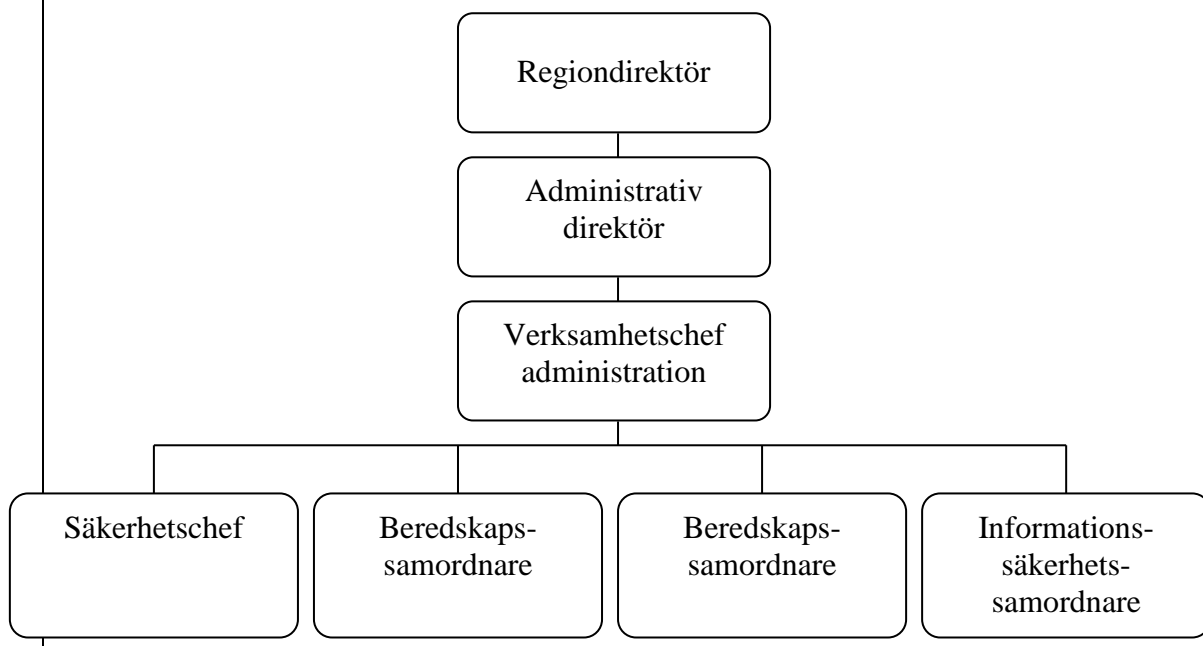 Regiondirektör
Administrativ
direktör
Verksamhetschef
administration
Säkerhetschef
Beredskaps-
samordnare
Beredskaps-
samordnare
Informations-
säkerhets-
samordnare